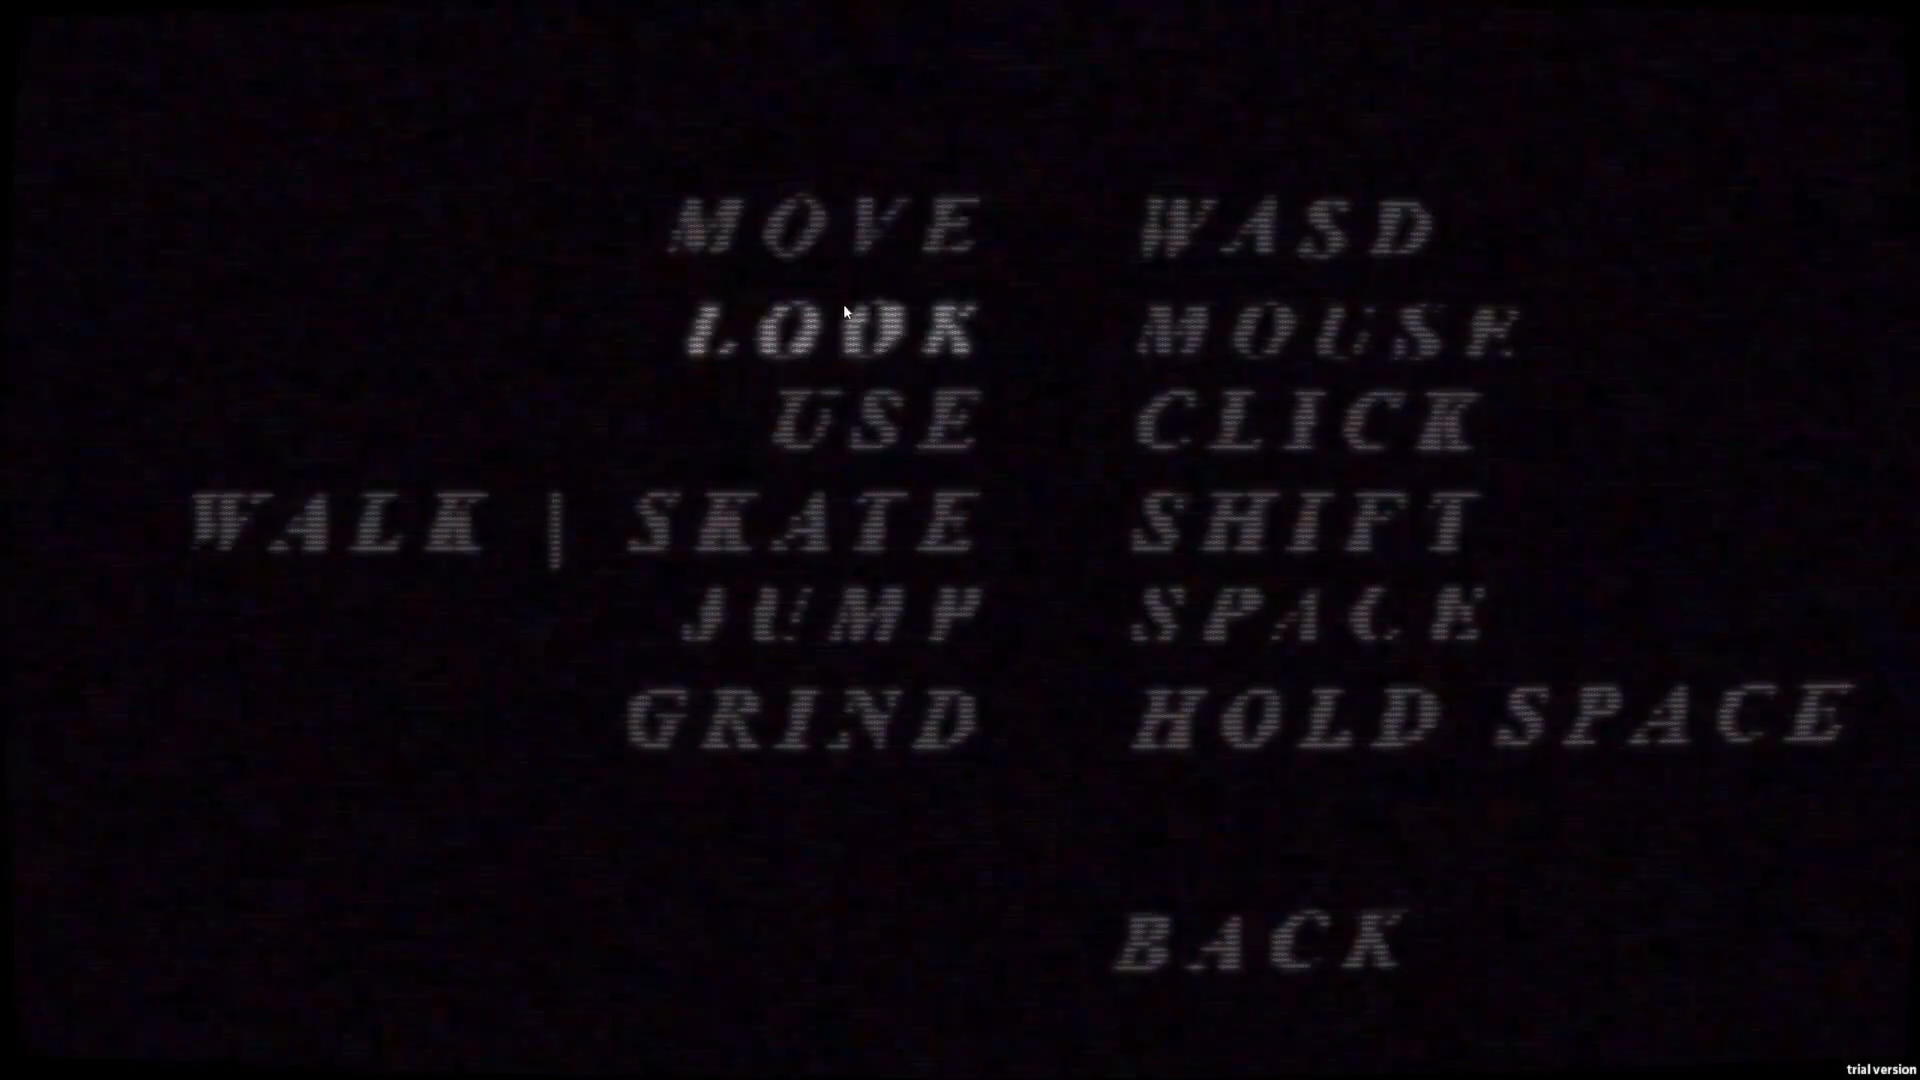 MOVE WASD
LOOK MOUSE
USE CLICK
WALK | SKATE SHIFT
JUMP SPACE
GRIND HOLD SPACE
BACK
trial version